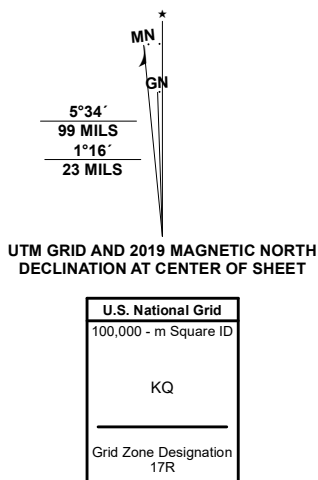 ★
MN
GN
5°34´
99 MILS
1°16´
23 MILS
UTM GRID AND 2019 MAGNETIC NORTH
DECLINATION AT CENTER OF SHEET
U.S. National Grid
100,000 - m Square ID
KQ
Grid Zone Designation
17R